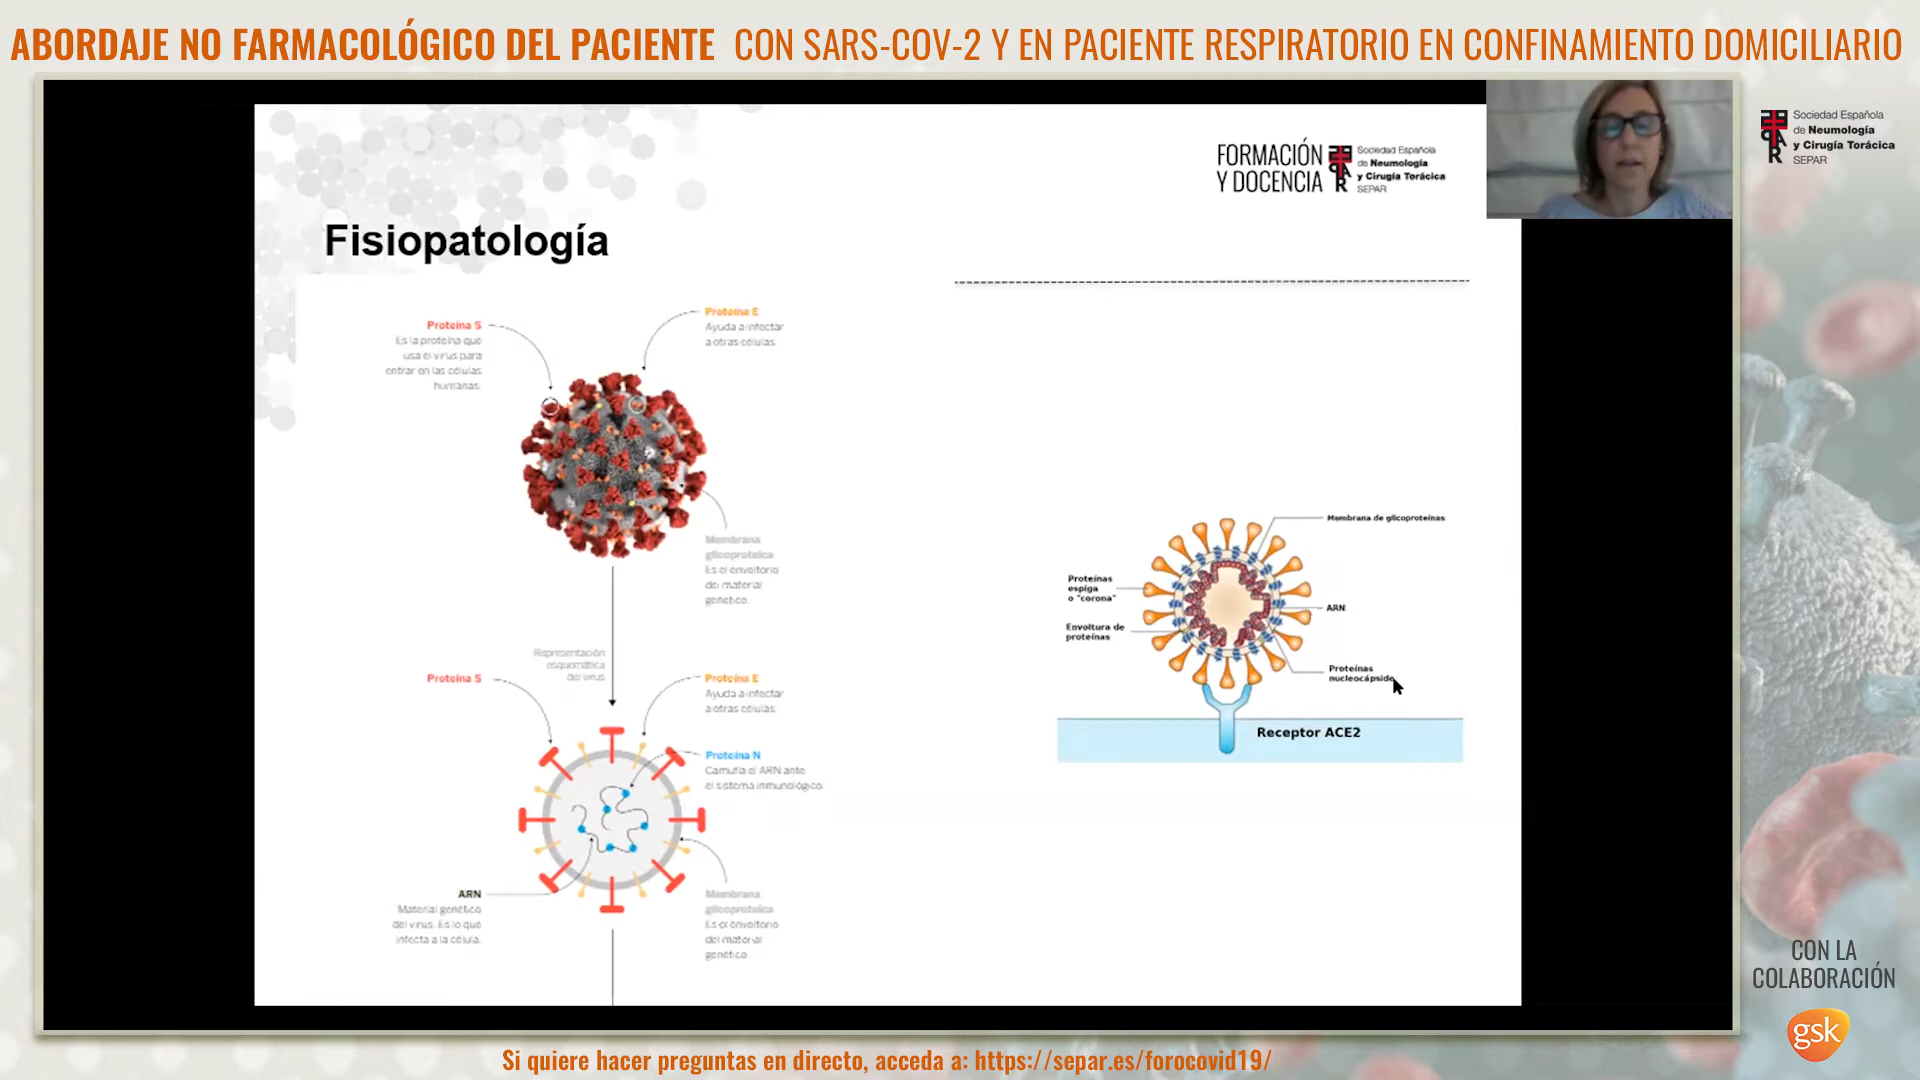 ABORDAJE NO FARMACOLÓGICO DEL PACIENTE CON SARS-COV-2 Y EN PACIENTE RESPIRATORIO EN CONFINAMIENTO DOMICILIARIO
Sociedad Española
de Neumología
y Cirugía Torácica
SEPAR
FORMACIÓN
Y DOCENCIA
Sociedad Española
de Neumología
y Cirugía Torácica
SEPAR
Fisiopatología
Proteína S
Es la proteína que
usa el virus para
entrar en las células
humanas.
Proteína E
Ayuda a infectar
a otras células.
Membrana
glicoproteica
Es el envoltorio
del material
genético.
Representación
esquemática
del virus
Proteína S
Proteína E
Ayuda a infectar
a otras células.
Proteína N
Camufla el ARN ante
el sistema inmunológico.
ARN
Material genético
del virus. Es lo que
infecta a la célula.
Membrana
glicoproteica
Es el envoltorio
del material
genético.
Membrana de glicoproteínas
Proteínas
espiga
o "corona"
ARN
Envoltura de
proteínas
Proteínas
nucleocápside
Receptor ACE2
CON LA
COLABORACIÓN
gsk
Si quiere hacer preguntas en directo, acceda a: https://separ.es/forocovid19/